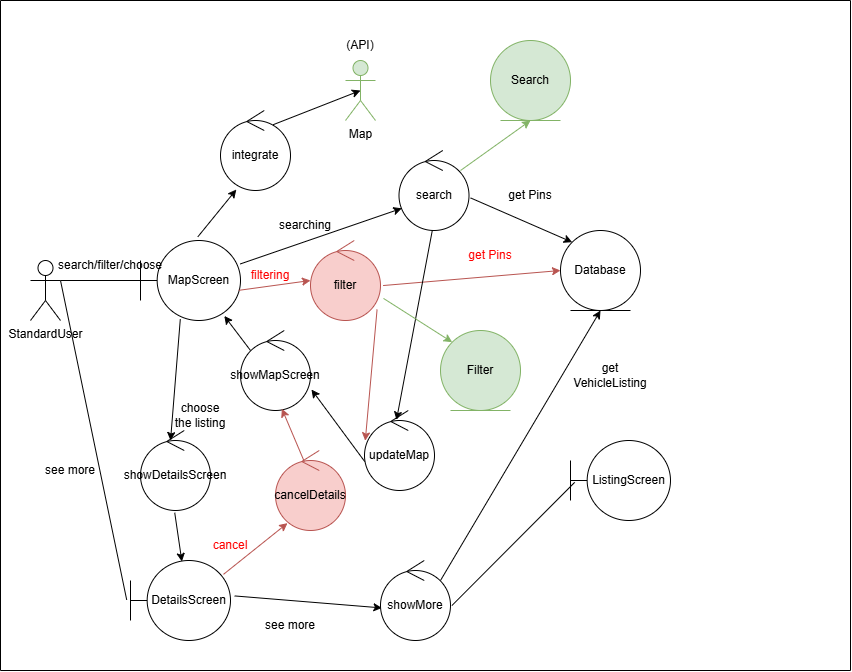 (API)
Map
Search
integrate
search
get Pins
searching
search/filter/choose
MapScreen
filtering
filter
get Pins
Database
StandardUser
showMapScreen
Filter
get
VehicleListing
choose
the listing
see more
showDetailsScreen
updateMap
cancelDetails
ListingScreen
cancel
DetailsScreen
see more
showMore